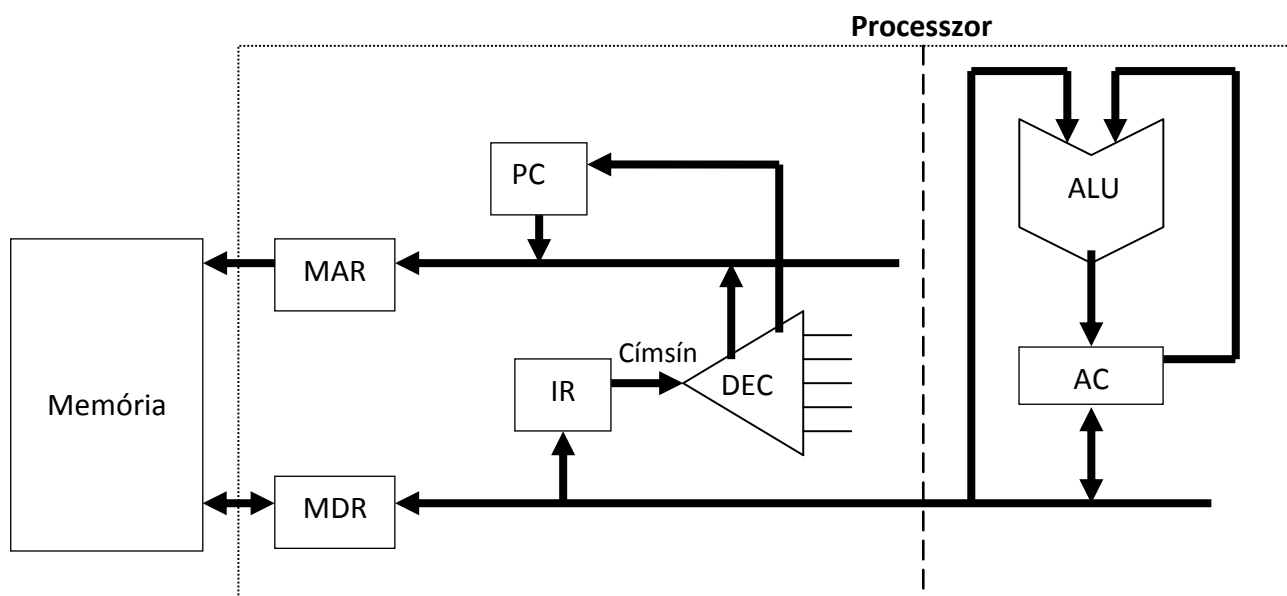 Processzor
PC
ALU
MAR
Címsín
IR
DEC
AC
Memória
MDR